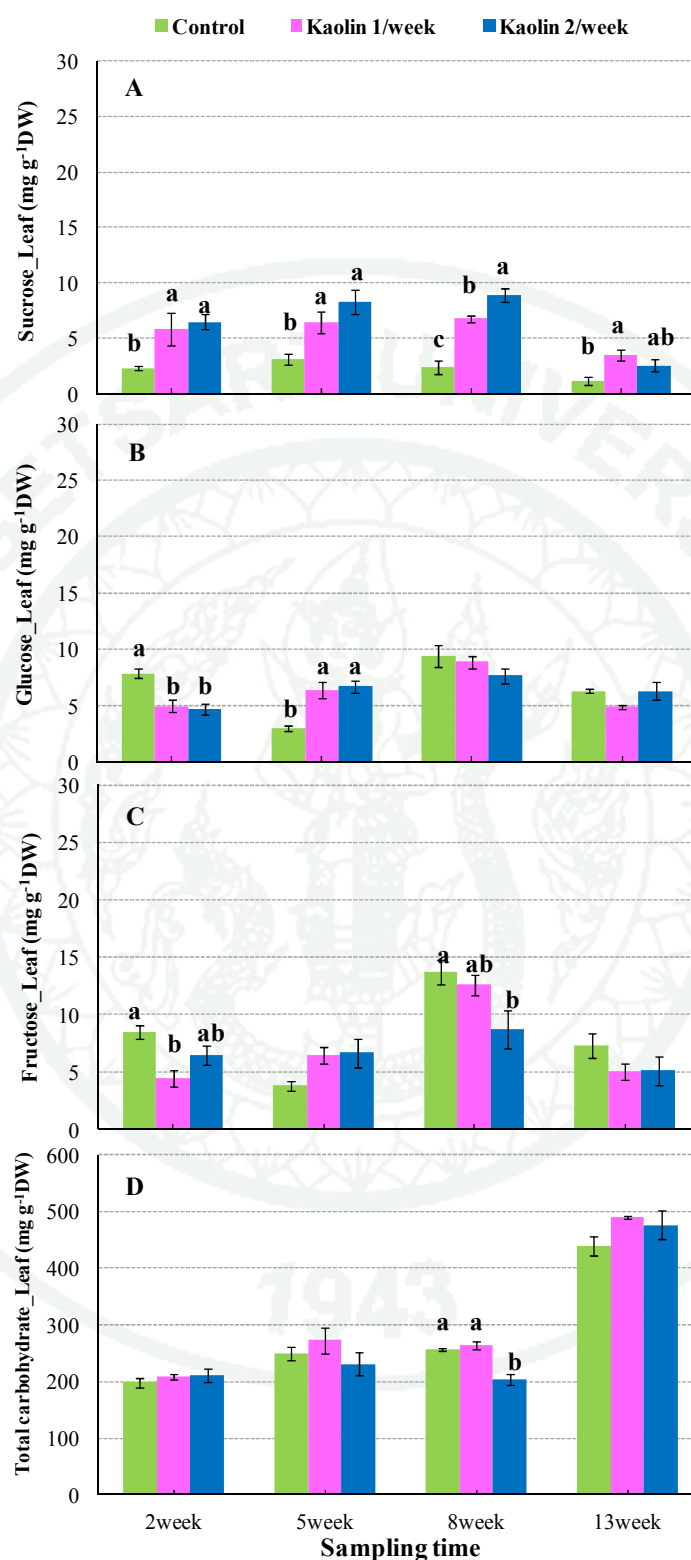 Control Kaolin 1/week Kaolin 2/week
A
30
25
20
15
10
5
0
Sucrose_Leaf (mg g-1DW)
b a a
b a a
c b a
b a ab
B
30
25
20
15
10
5
0
Glucose_Leaf (mg g-1DW)
a b b
b a a
C
30
25
20
15
10
5
0
Fructose_Leaf (mg g-1DW)
a b ab
a ab b
D
600
500
400
300
200
100
0
Total carbohydrate_Leaf (mg g-1DW)
a a b
2week 5week 8week 13week
Sampling time
1943